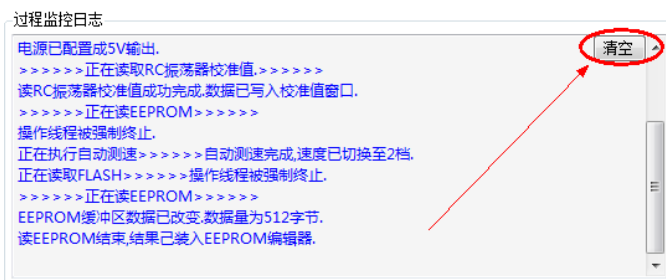 过程监控日志
电源已配置成5V输出.
清空
>>>>>>正在读取RC振荡器校准值.>>>>>>
读RC振荡器校准值成功完成.数据已写入校准值窗口.
>>>>>>正在读EEPROM>>>>>>
操作线程被强制终止.
正在执行自动测速>>>>>>自动测速完成,速度已切换至2档.
正在读取FLASH>>>>>>操作线程被强制终止.
>>>>>>正在读EEPROM>>>>>>
EEPROM缓冲区数据已改变.数据量为512字节.
读EEPROM结束,结果已装入EEPROM编辑器.